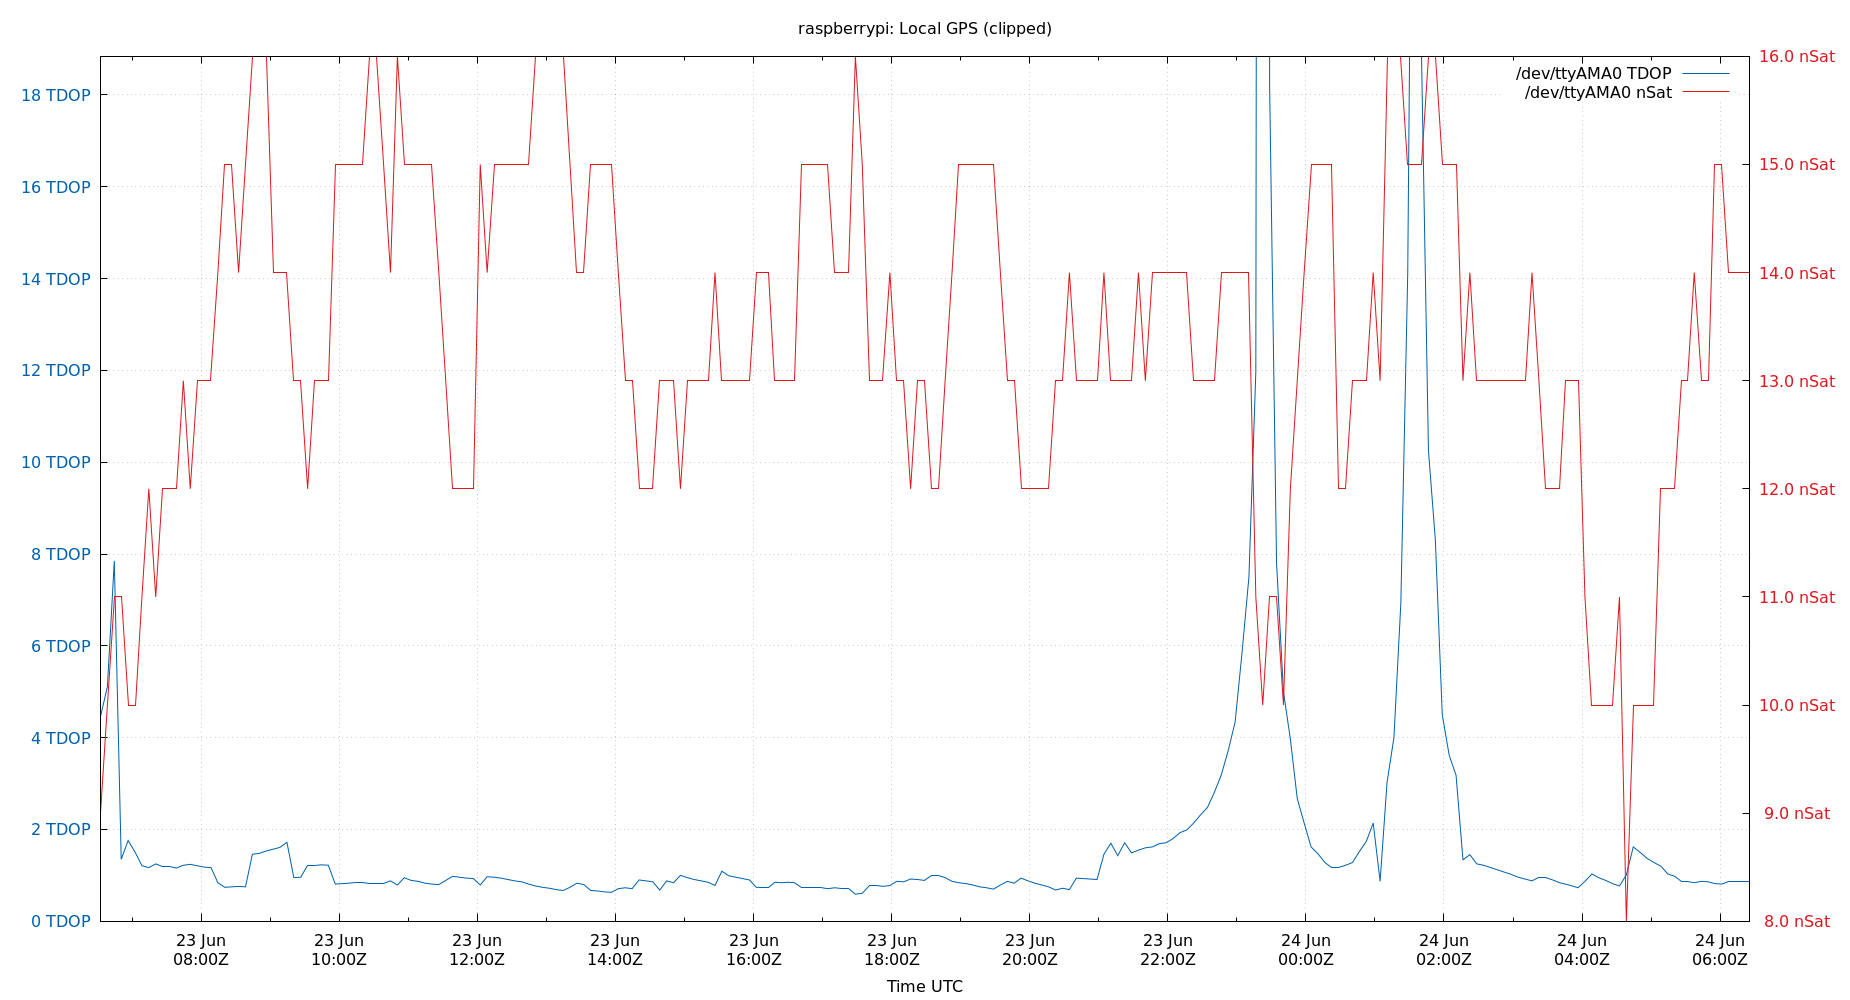 raspberrypi: Local GPS (clipped)
/dev/ttyAMA0 TDOP
/dev/ttyAMA0 nSat
18 TDOP
16 TDOP
14 TDOP
12 TDOP
10 TDOP
8 TDOP
6 TDOP
4 TDOP
2 TDOP
0 TDOP
16.0 nSat
15.0 nSat
14.0 nSat
13.0 nSat
12.0 nSat
11.0 nSat
10.0 nSat
9.0 nSat
8.0 nSat
23 Jun
08:00Z
23 Jun
10:00Z
23 Jun
12:00Z
23 Jun
14:00Z
23 Jun
16:00Z
23 Jun
18:00Z
23 Jun
20:00Z
23 Jun
22:00Z
24 Jun
00:00Z
24 Jun
02:00Z
24 Jun
04:00Z
24 Jun
06:00Z
Time UTC